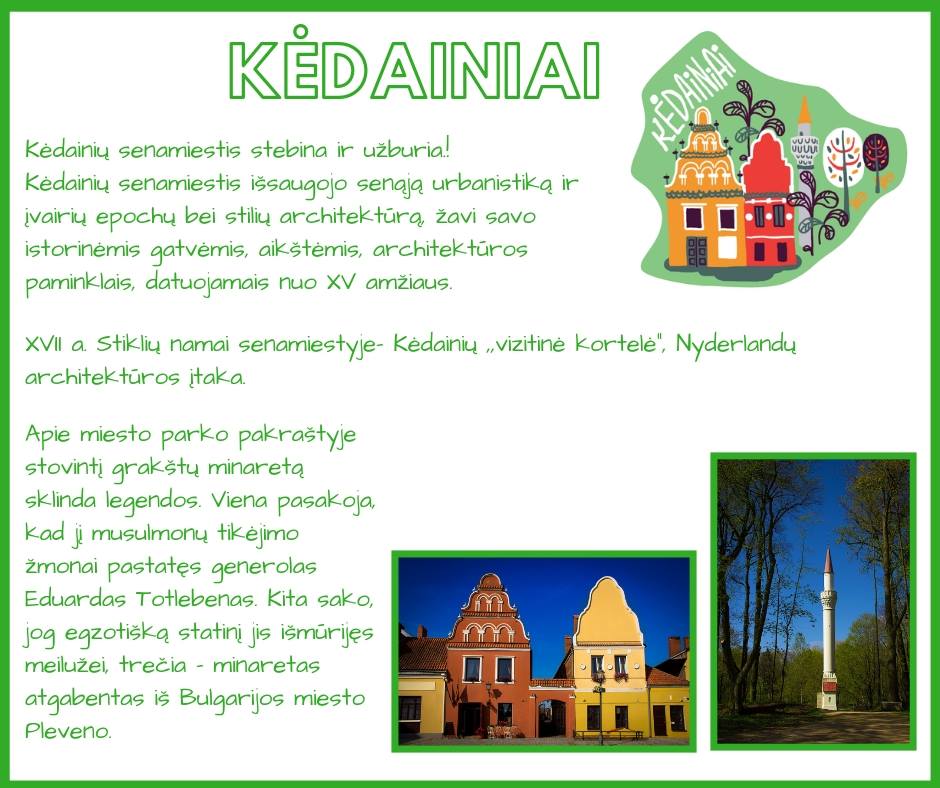 KĖDAINIAI
KĖDAINIAI
Kėdainių senamiestis stebina ir užburia.!
Kėdainių senamiestis išsaugojo senąją urbanistiką ir
įvairių epochų bei stilių architektūrą, žavi savo
istorinėmis gatvėmis, aikštėmis, architektūros
paminklais, datuojamais nuo XV amžiaus.
XVII a. Stiklių namai senamiestyje- Kėdainių ,,vizitinė kortelė", Nyderlandų
architektūros įtaka.
Apie miesto parko pakraštyje
stovintį grakštų minaretą
sklinda legendos. Viena pasakoja,
kad jį musulmonų tikėjimo
žmonai pastatęs generolas
Eduardas Totlebenas. Kita sako,
jog egzotišką statinį jis išmūrijęs
meilužei, trečia - minaretas
atgabentas iš Bulgarijos miesto
Pleveno.